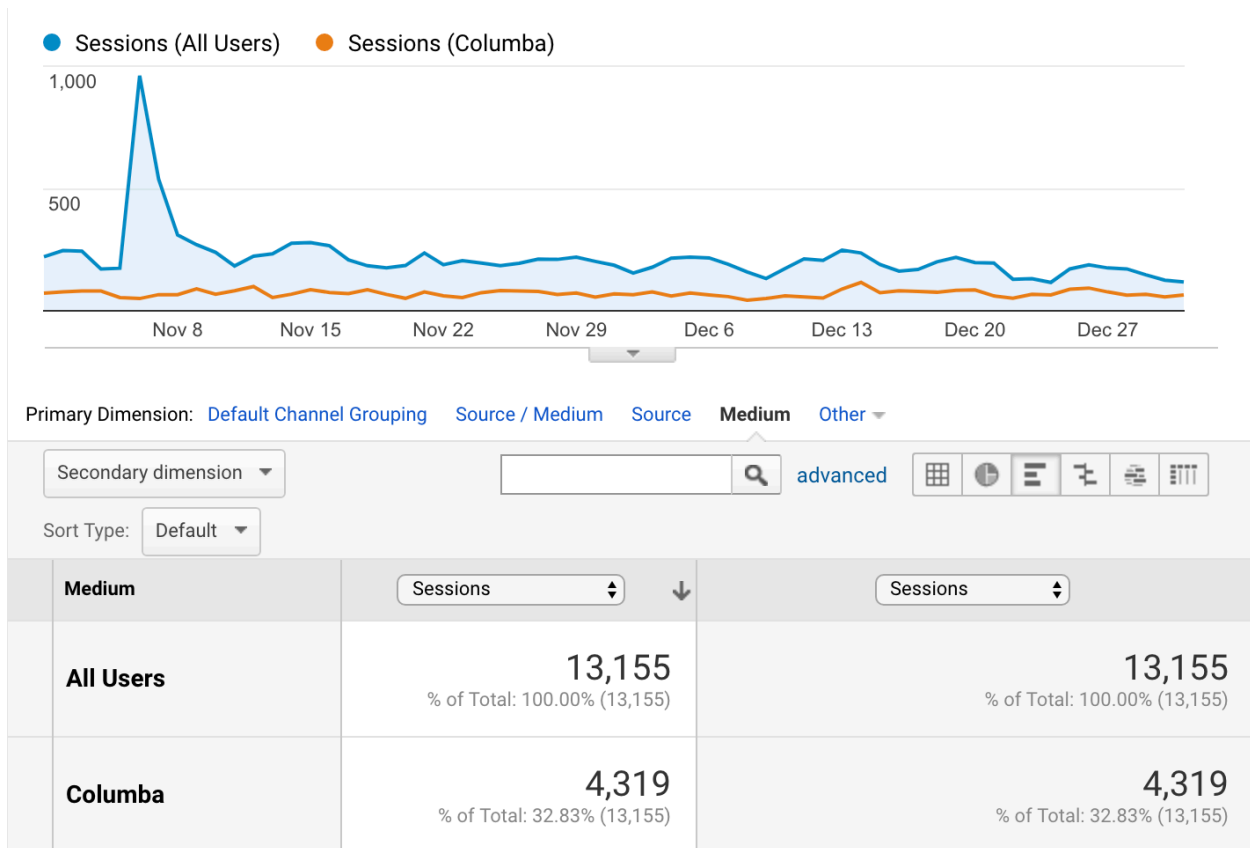 Sessions (All Users) Sessions (Columba)
1,000
500
Nov 8 Nov 15 Nov 22 Nov 29 Dec 6 Dec 13 Dec 20 Dec 27
Primary Dimension: Default Channel Grouping Source / Medium Source Medium Other
Secondary dimension advanced
Sort Type: Default
Medium Sessions Sessions
13,155 13,155
All Users
% of Total: 100.00% (13,155) % of Total: 100.00% (13,155)
4,319 4,319
Columba
% of Total: 32.83% (13,155) % of Total: 32.83% (13,155)